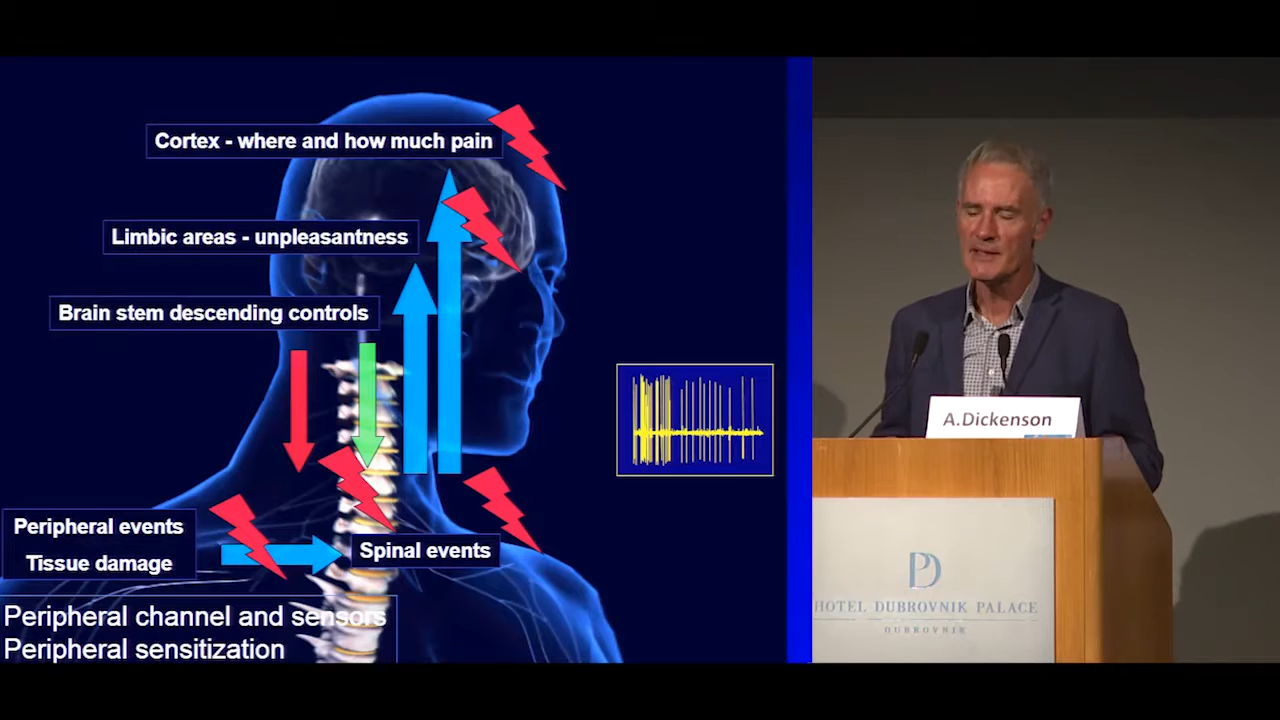 Cortex - where and how much pain
Limbic areas - unpleasantness
Brain stem descending controls
Peripheral events
Tissue damage
Spinal events
Peripheral channel and sensors
Peripheral sensitization
A.Dickenson
PD
HOTEL DUBROVNIK PALACE
DUBROVNIK